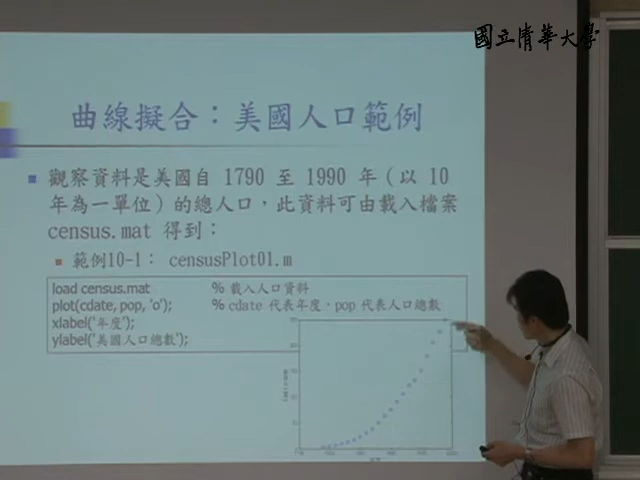 國立清華大學
曲線擬合：美國人口範例
觀察資料是美國自 1790 至 1990 年（以 10
年為一單位）的總人口，此資料可由載入檔案
census.mat 得到：
範例10-1： censusPlot01.m
load census.mat % 載入人口資料
plot(cdate, pop, 'o'); % cdate 代表年度，pop 代表人口總數
xlabel('年度');
ylabel('美國人口總數');